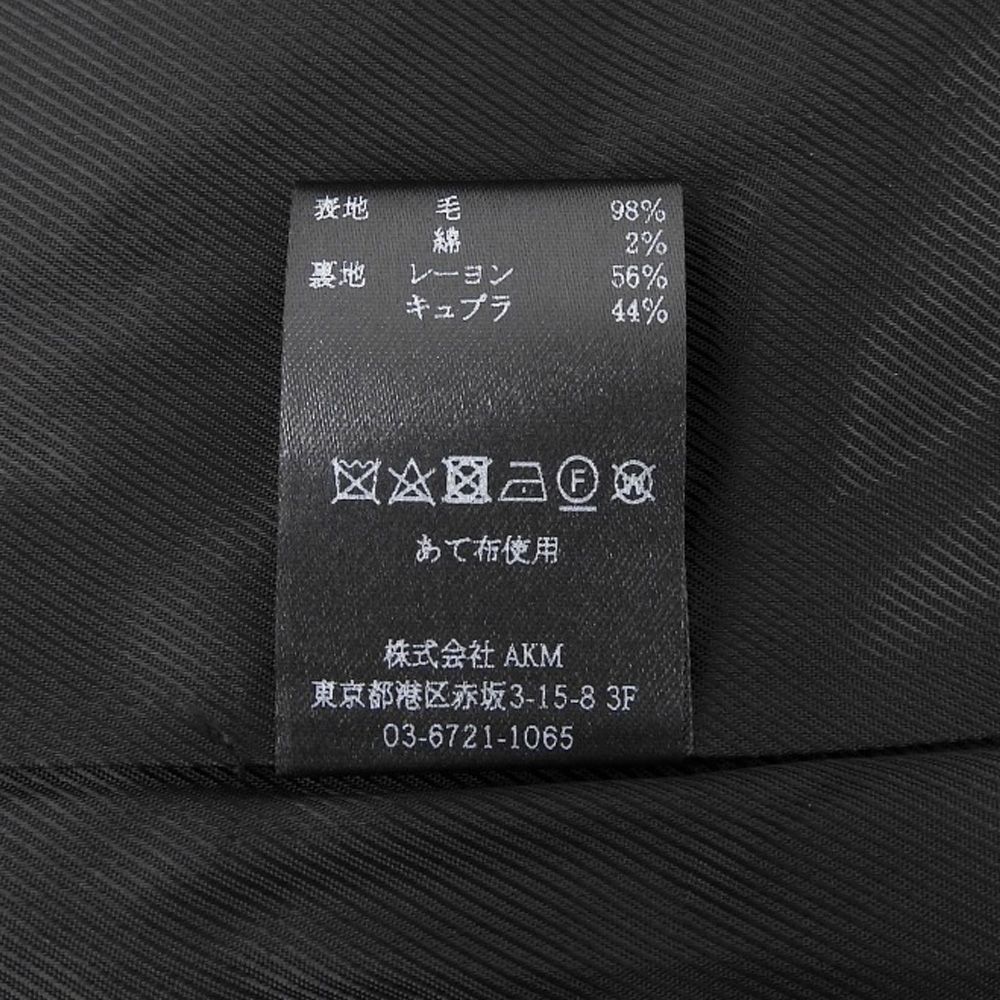 表地 毛 98%
綿 2%
裏地 レーヨン 56%
キュプラ 44%
F W
あて布使用
株式会社 AKM
東京都港区赤坂3-15-8 3F
03-6721-1065